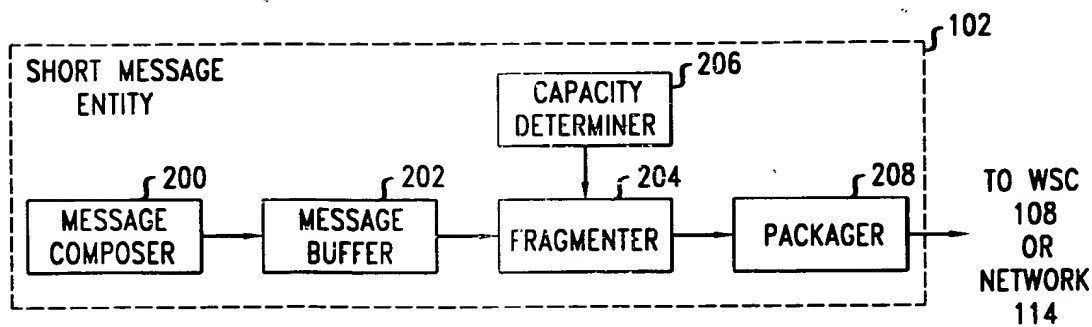 102
SHORT MESSAGE
ENTITY
206
CAPACITY
DETERMINER
200
MESSAGE
COMPOSER
202
MESSAGE
BUFFER
204
FRAGMENTER
208
PACKAGER
TO WSC
108
OR
NETWORK
114